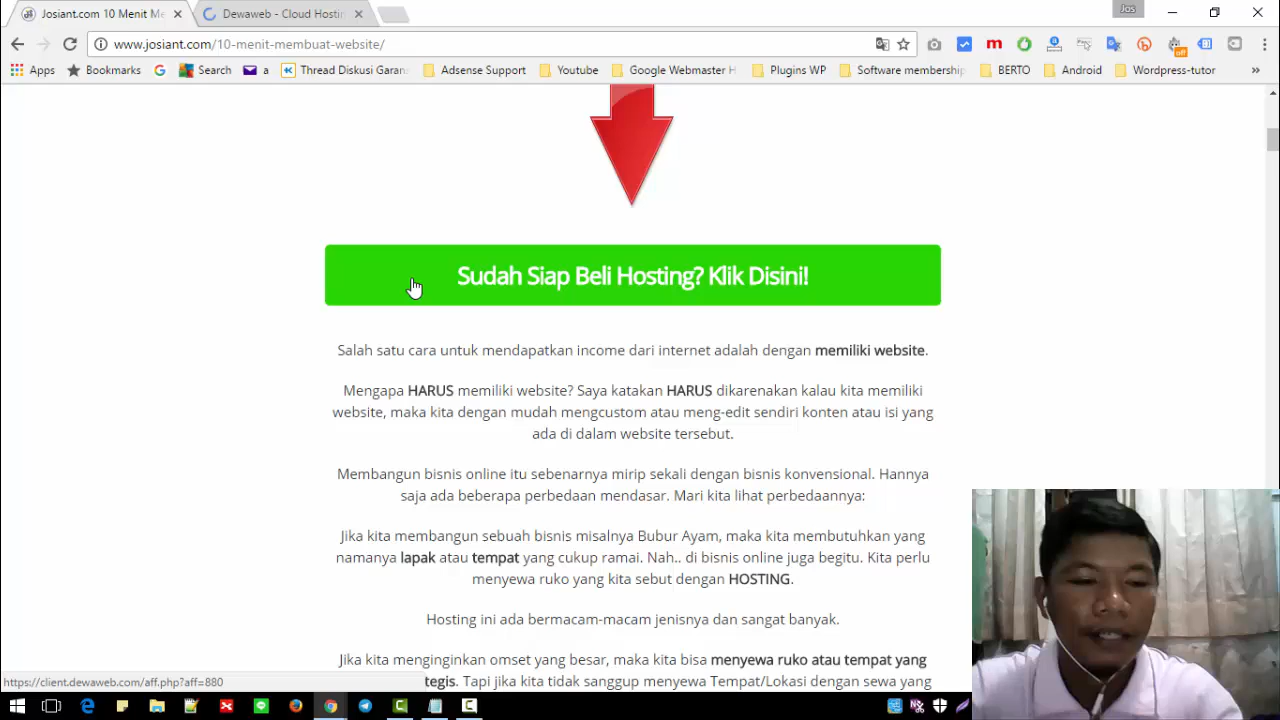 Josiant.com 10 Menit Me
Dewaweb - Cloud Hostin
Jos
www.josiant.com/10-menit-membuat-website/
Apps
Bookmarks
Search
a
Thread Diskusi Garans
Adsense Support
Youtube
Google Webmaster H
Plugins WP
Software membership
BERTO
Android
Wordpress-tutor
Sudah Siap Beli Hosting? Klik Disini!
Salah satu cara untuk mendapatkan income dari internet adalah dengan memiliki website.
Mengapa HARUS memiliki website? Saya katakan HARUS dikarenakan kalau kita memiliki
website, maka kita dengan mudah mengcustom atau meng-edit sendiri konten atau isi yang
ada di dalam website tersebut.
Membangun bisnis online itu sebenarnya mirip sekali dengan bisnis konvensional. Hannya
saja ada beberapa perbedaan mendasar. Mari kita lihat perbedaannya:
Jika kita membangun sebuah bisnis misalnya Bubur Ayam, maka kita membutuhkan yang
namanya lapak atau tempat yang cukup ramai. Nah.. di bisnis online juga begitu. Kita perlu
menyewa ruko yang kita sebut dengan HOSTING.
Hosting ini ada bermacam-macam jenisnya dan sangat banyak.
Jika kita menginginkan omset yang besar, maka kita bisa menyewa ruko atau tempat yang
tegis. Tapi jika kita tidak sanggup menyewa Tempat/Lokasi dengan sewa yang
https://client.dewaweb.com/aff.php?aff=880